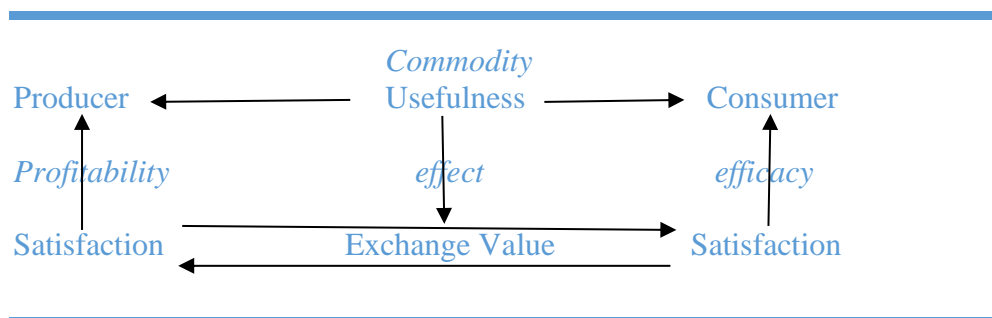 Commodity
Producer Usefulness Consumer
Profitability effect efficacy
Satisfaction Exchange Value Satisfaction